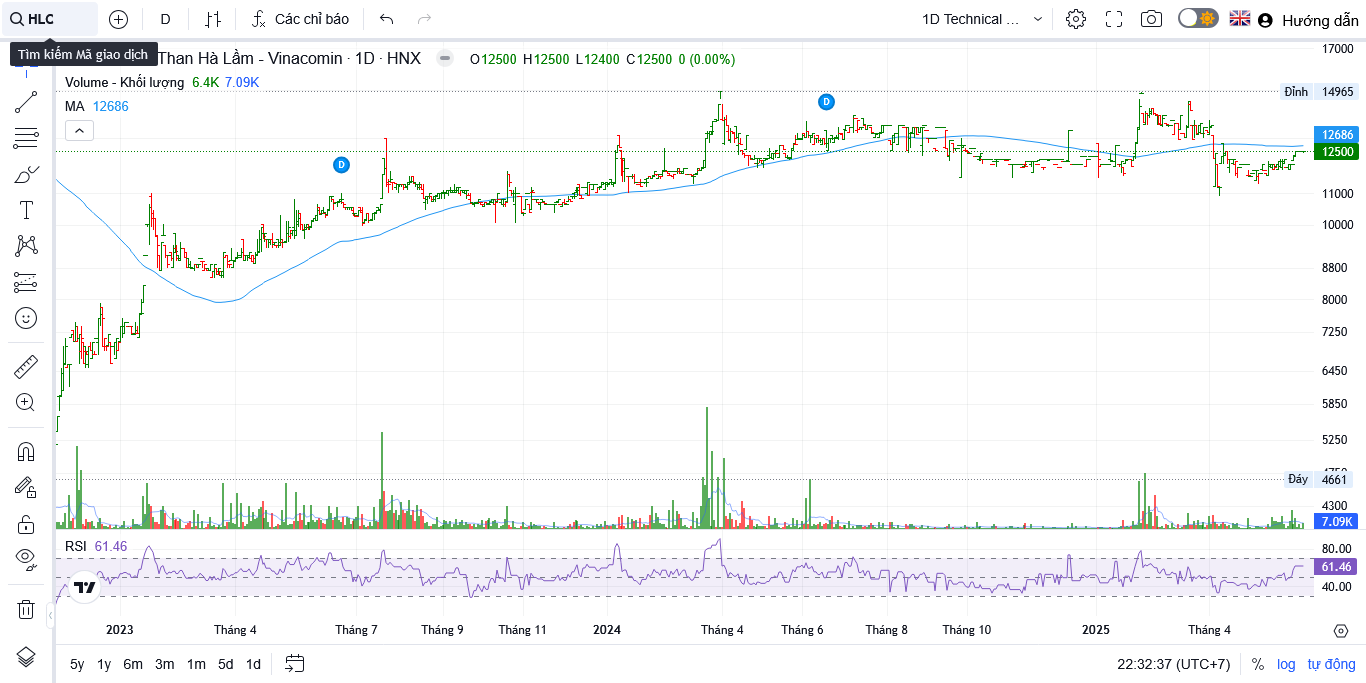 HLC
D
Các chỉ báo
1D Technical ...
Hướng dẫn
Tìm kiếm Mã giao dịch
Than Hà Lầm - Vinacomin · 1D · HNX
O12500 H12500 L12400 C12500 0 (0.00%)
Volume - Khối lượng 6.4K 7.09K
MA 12686
D
D
17000
Đỉnh 14965
12686
12500
11000
10000
8800
8000
7250
6450
5850
5250
Đáy 4661
4300
7.09K
RSI 61.46
80.00
61.46
40.00
2023 Tháng 4 Tháng 7 Tháng 9 Tháng 11 2024 Tháng 4 Tháng 6 Tháng 8 Tháng 10 2025 Tháng 4
5y 1y 6m 3m 1m 5d 1d
22:32:37 (UTC+7) % log tự động